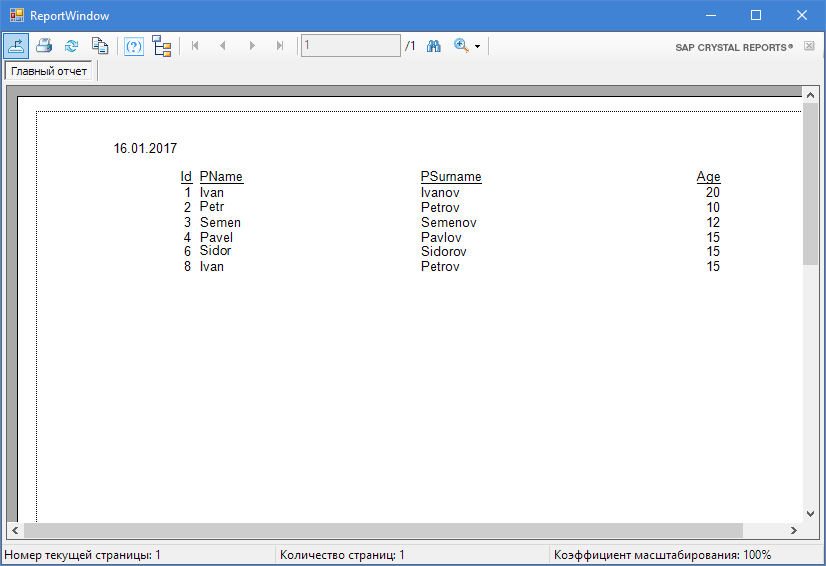 ReportWindow
1 /1 SAP CRYSTAL REPORTS®
Главный отчет
16.01.2017
Id PName PSurname Age
1 Ivan Ivanov 20
2 Petr Petrov 10
3 Semen Semenov 12
4 Pavel Pavlov 15
6 Sidor Sidorov 15
8 Ivan Petrov 15
Номер текущей страницы: 1 Количество страниц: 1 Коэффициент масштабирования: 100%